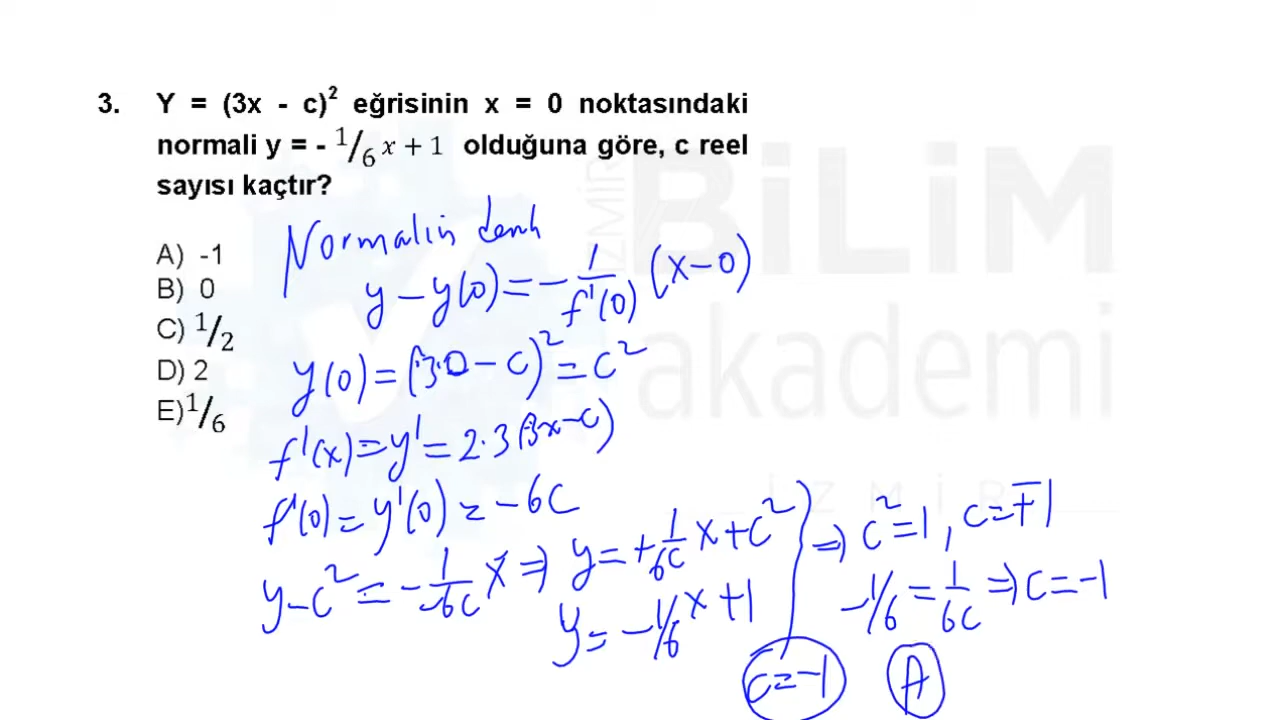 3. Y = (3x - c)² eğrisinin x = 0 noktasındaki
normali y = - 1/6 x + 1 olduğuna göre, c reel
sayısı kaçtır?
A) -1
B) 0
C) 1/2
D) 2
E) 1/6
Normalin denk
y - y(0) = - 1/f'(0) (x - 0)
y(0) = (3.0 - c)² = c²
f'(x) = y' = 2.3(3x - c)
f'(0) = y'(0) = -6c
y - c² = - 1/-6c x ⇒ y = + 1/6c x + c²
y = -1/6 x + 1
⇒ c² = 1, c = ∓1
-1/6 = 1/6c ⇒ c = -1
c = -1 A
İZMİR BİLİM
akademi
İZMİR